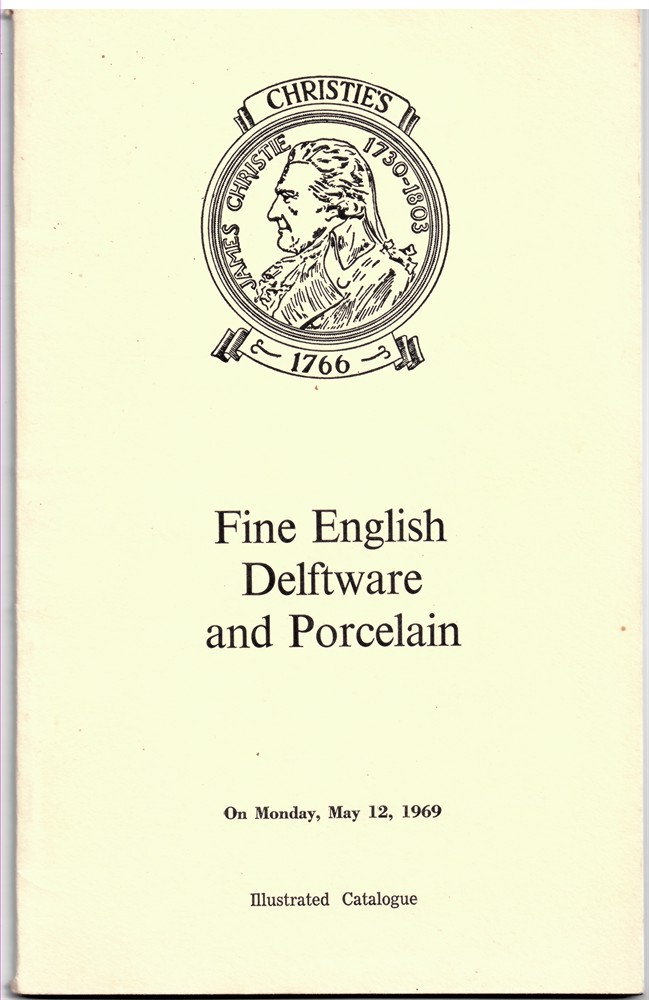 CHRISTIE'S
JAMES CHRISTIE 1730-1803
1766
Fine English
Delftware
and Porcelain
On Monday, May 12, 1969
Illustrated Catalogue